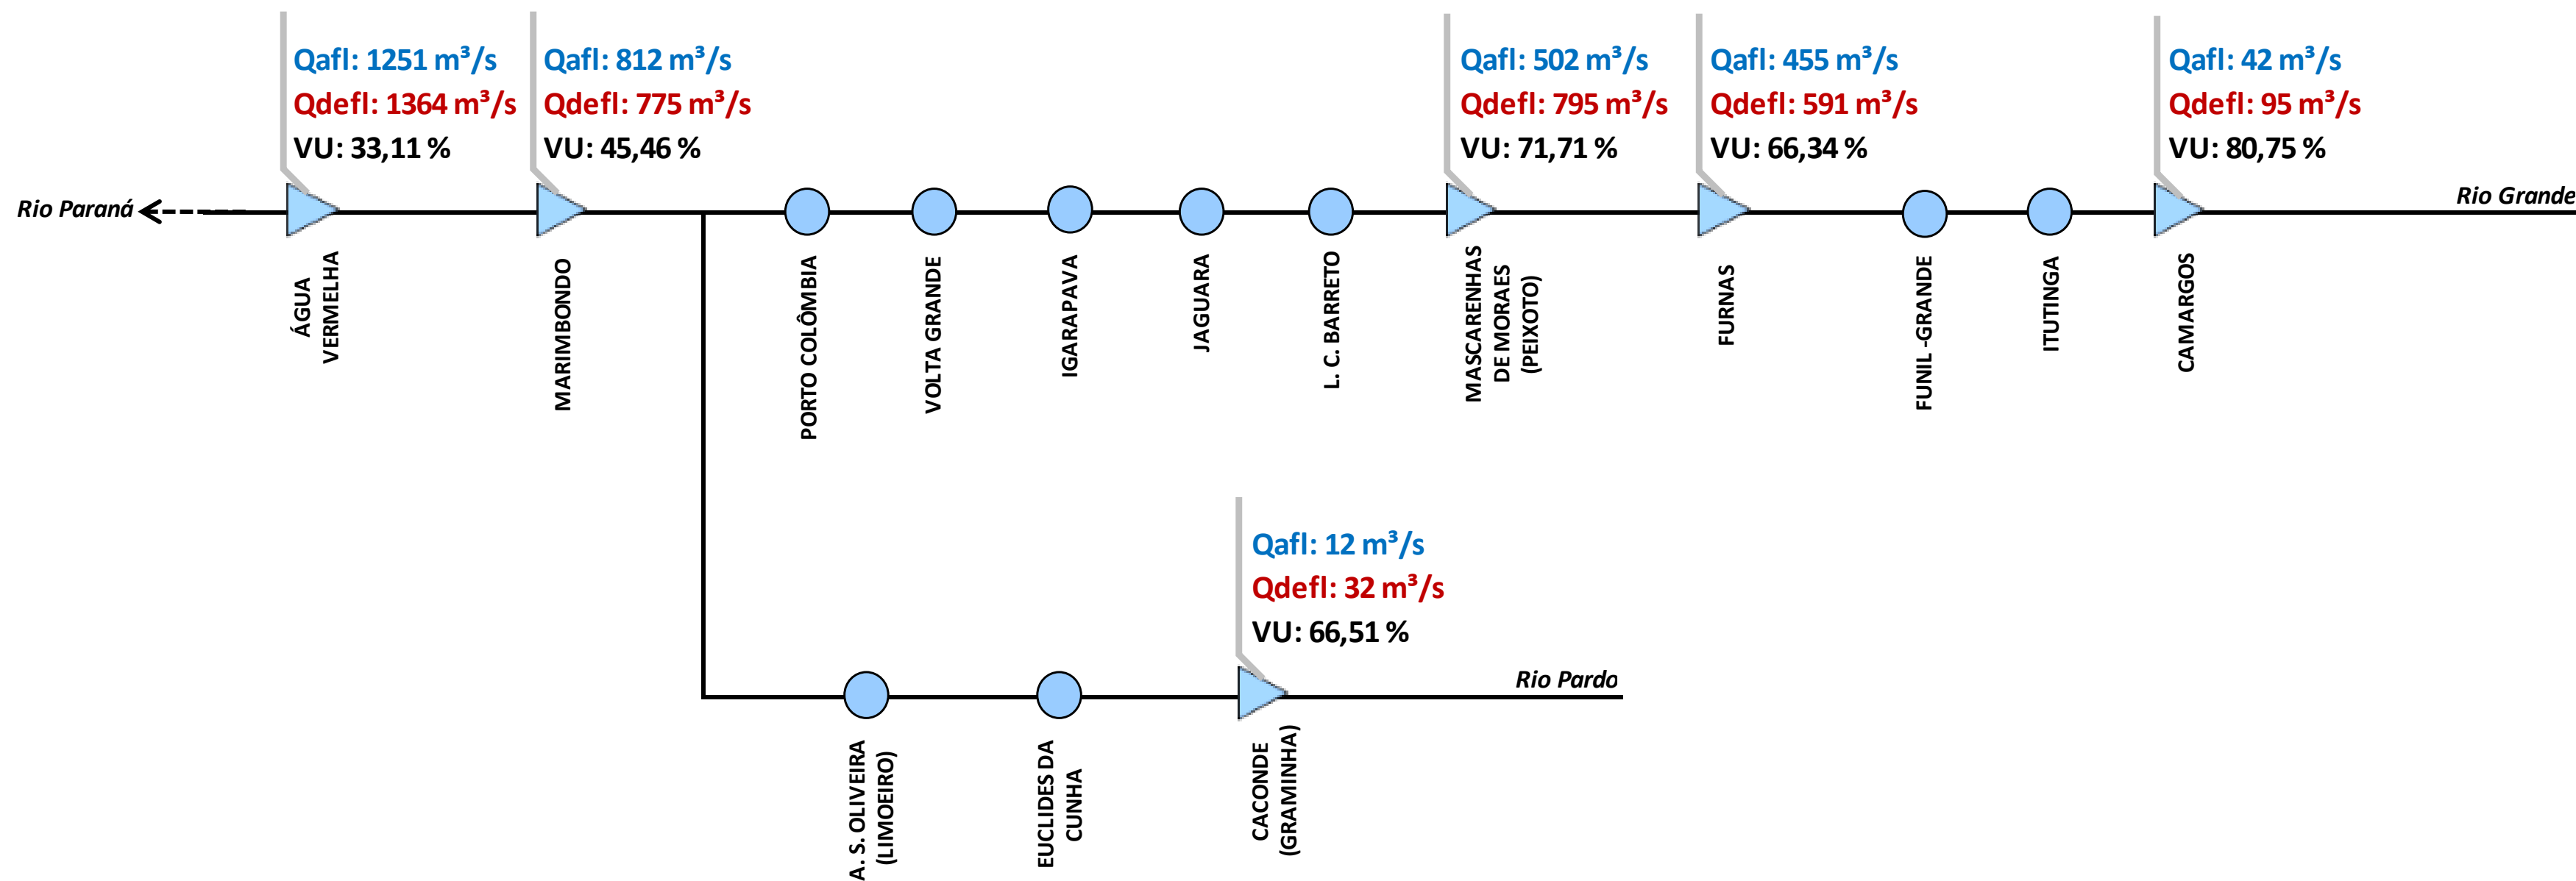 Qafl: 1251 m³/s
Qdefl: 1364 m³/s
VU: 33,11 %
Qafl: 812 m³/s
Qdefl: 775 m³/s
VU: 45,46 %
Qafl: 502 m³/s
Qdefl: 795 m³/s
VU: 71,71 %
Qafl: 455 m³/s
Qdefl: 591 m³/s
VU: 66,34 %
Qafl: 42 m³/s
Qdefl: 95 m³/s
VU: 80,75 %
Rio Paraná
Rio Grande
ÁGUA
VERMELHA
MARIMBONDO
PORTO COLÔMBIA
VOLTA GRANDE
IGARAPAVA
JAGUARA
L. C. BARRETO
MASCARENHAS
DE MORAES
(PEIXOTO)
FURNAS
FUNIL -GRANDE
ITUTINGA
CAMARGOS
Qafl: 12 m³/s
Qdefl: 32 m³/s
VU: 66,51 %
Rio Pardo
A. S. OLIVEIRA
(LIMOEIRO)
EUCLIDES DA
CUNHA
CACONDE
(GRAMINHA)